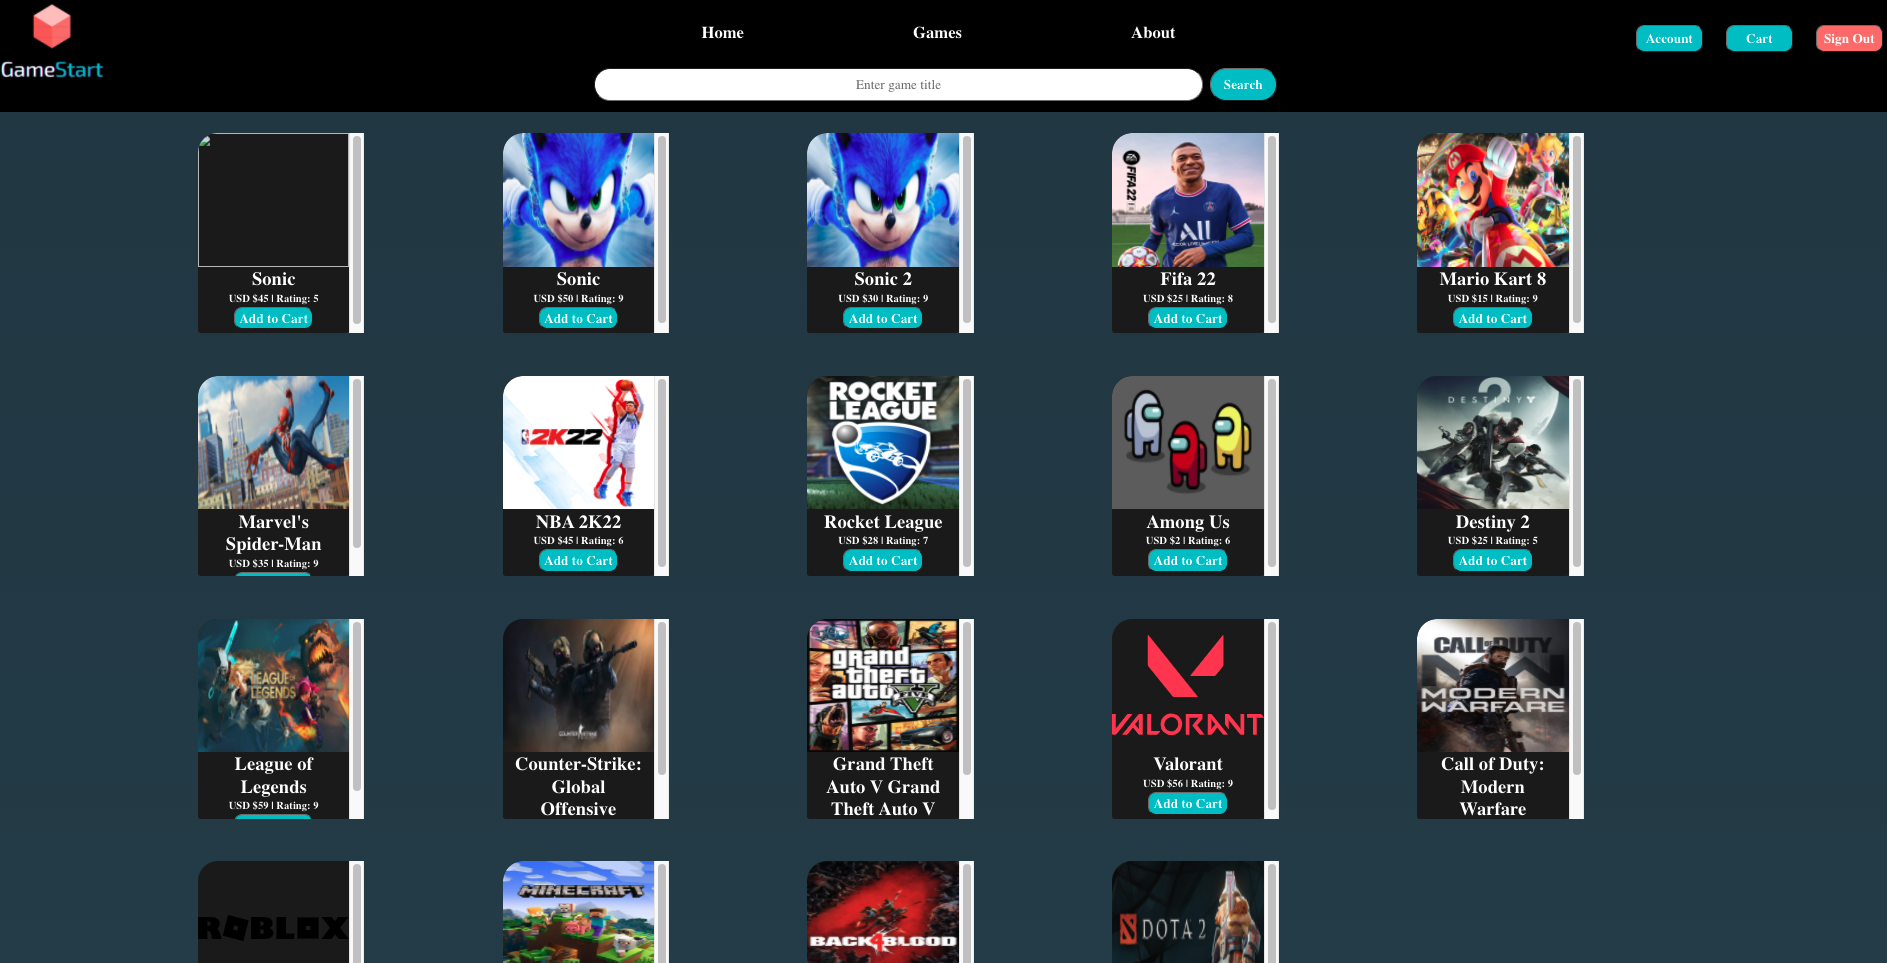 Home
Games
About
Account
Cart
Sign Out
GameStart
Enter game title
Search
Sonic
USD $45 | Rating: 5
Add to Cart
Sonic
USD $50 | Rating: 9
Add to Cart
Sonic 2
USD $30 | Rating: 9
Add to Cart
FIFA 22
Fifa 22
USD $25 | Rating: 8
Add to Cart
Mario Kart 8
USD $15 | Rating: 9
Add to Cart
Marvel's
Spider-Man
USD $35 | Rating: 9
2K22
NBA 2K22
USD $45 | Rating: 6
Add to Cart
ROCKET
LEAGUE
Rocket League
USD $28 | Rating: 7
Add to Cart
Among Us
USD $2 | Rating: 6
Add to Cart
2
DESTINY
Destiny 2
USD $25 | Rating: 5
Add to Cart
LEAGUE OF
LEGENDS
League of
Legends
USD $59 | Rating: 9
COUNTER STRIKE
Counter-Strike:
Global
Offensive
grand
theft
auto
V
Grand Theft
Auto V Grand
Theft Auto V
VALORANT
Valorant
USD $56 | Rating: 9
Add to Cart
CALL OF DUTY
MODERN
WARFARE
Call of Duty:
Modern
Warfare
ROBLOX
MINECRAFT
BACK 4 BLOOD
DOTA 2